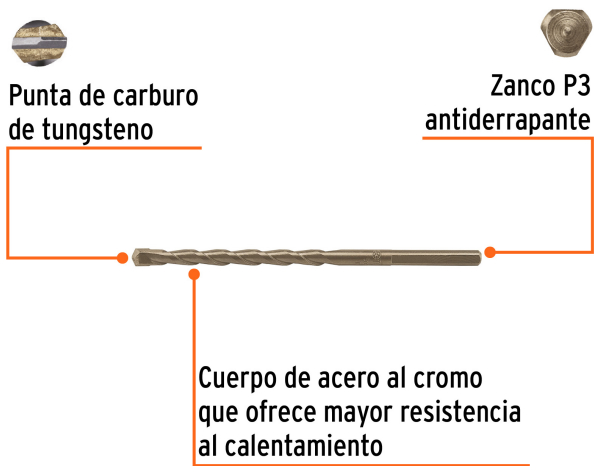 Punta de carburo
de tungsteno
Zanco P3
antiderrapante
Cuerpo de acero al cromo
que ofrece mayor resistencia
al calentamiento